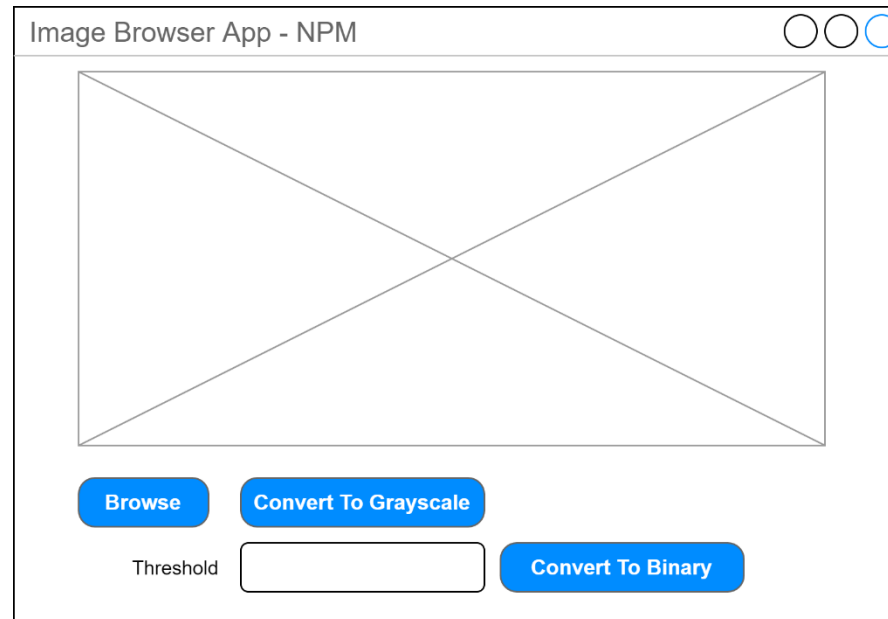 Image Browser App - NPM
Browse
Convert To Grayscale
Threshold
Convert To Binary